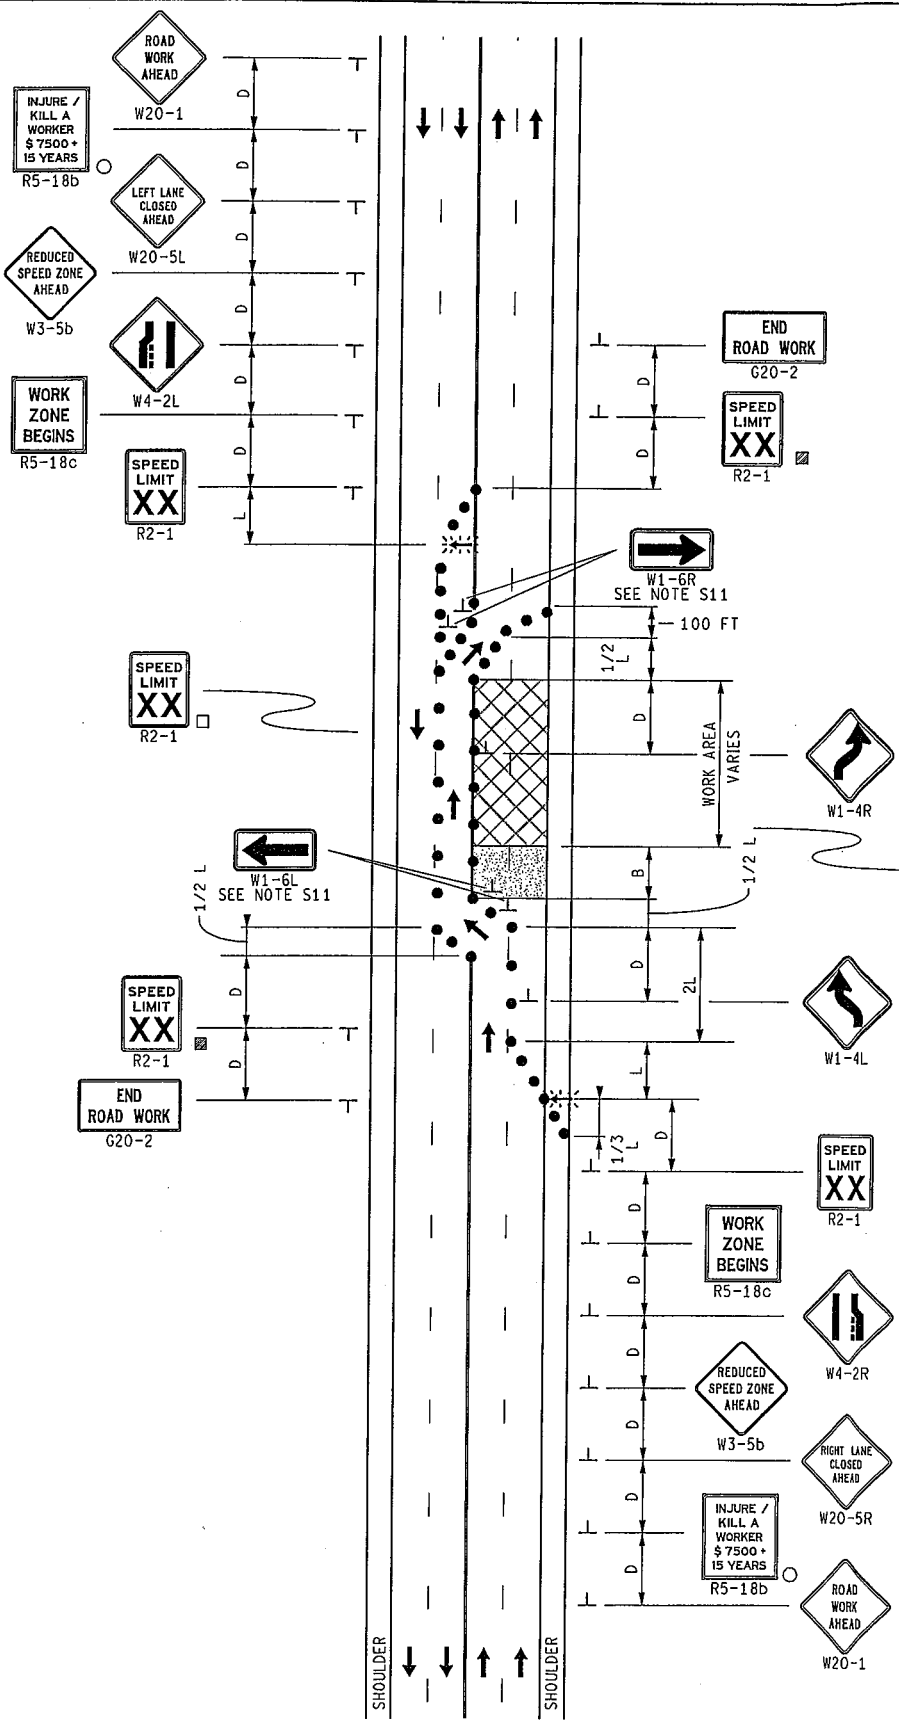 ROAD
WORK
AHEAD
W20-1
D
INJURE /
KILL A
WORKER
$ 7500 +
15 YEARS
R5-18b
D
LEFT LANE
CLOSED
AHEAD
W20-5L
D
REDUCED
SPEED ZONE
AHEAD
W3-5b
D
W4-2L
D
WORK
ZONE
BEGINS
R5-18c
D
SPEED
LIMIT
XX
R2-1
L
END
ROAD WORK
G20-2
D
SPEED
LIMIT
XX
R2-1
D
W1-6R
SEE NOTE S11
100 FT
1/2
L
SPEED
LIMIT
XX
R2-1
D
WORK AREA
VARIES
W1-4R
W1-6L
SEE NOTE S11
1/2 L
B
1/2 L
D
D
2L
W1-4L
SPEED
LIMIT
XX
R2-1
D
L
END
ROAD WORK
G20-2
1/3
L
D
SPEED
LIMIT
XX
R2-1
D
WORK
ZONE
BEGINS
R5-18c
D
W4-2R
D
REDUCED
SPEED ZONE
AHEAD
W3-5b
D
RIGHT LANE
CLOSED
AHEAD
W20-5R
D
INJURE /
KILL A
WORKER
$ 7500 +
15 YEARS
R5-18b
D
ROAD
WORK
AHEAD
W20-1
SHOULDER
SHOULDER